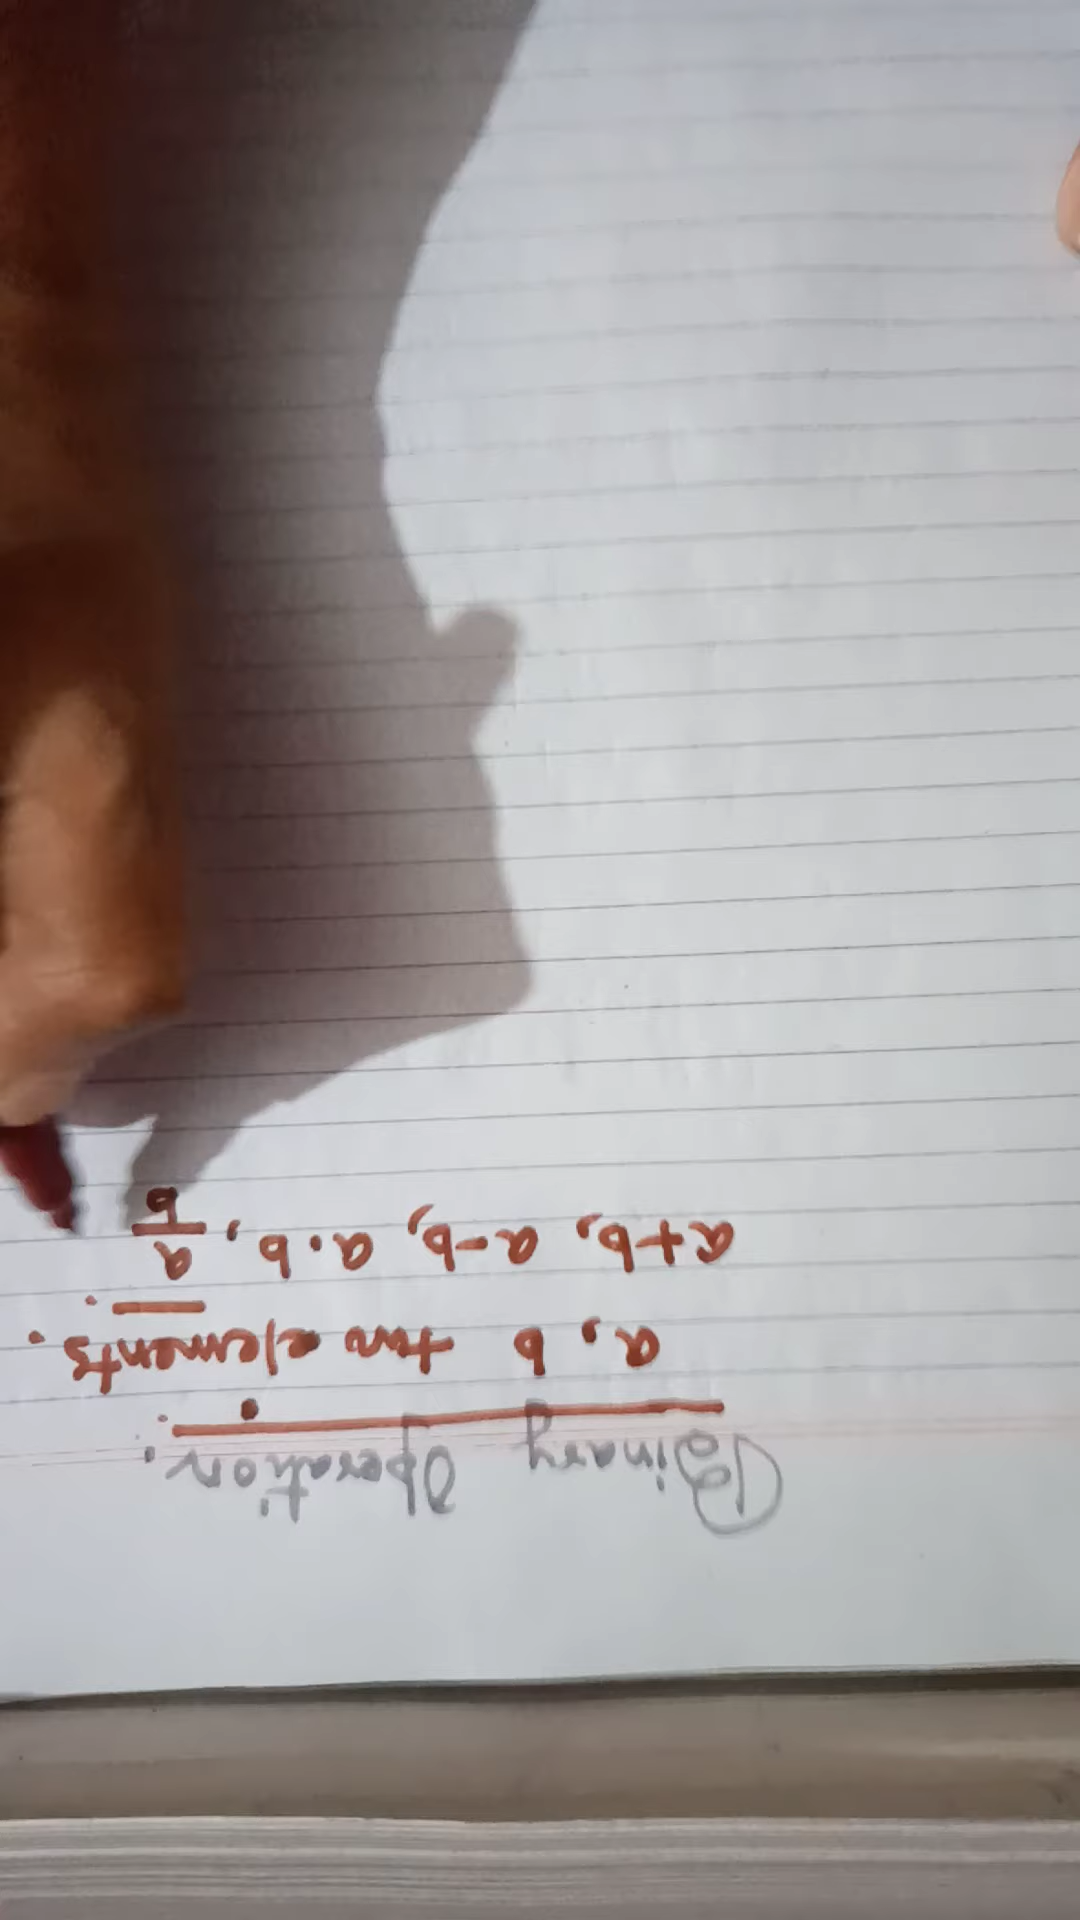 Binary Operation:
a, b two elements.
a+b, a-b, a·b, a/b